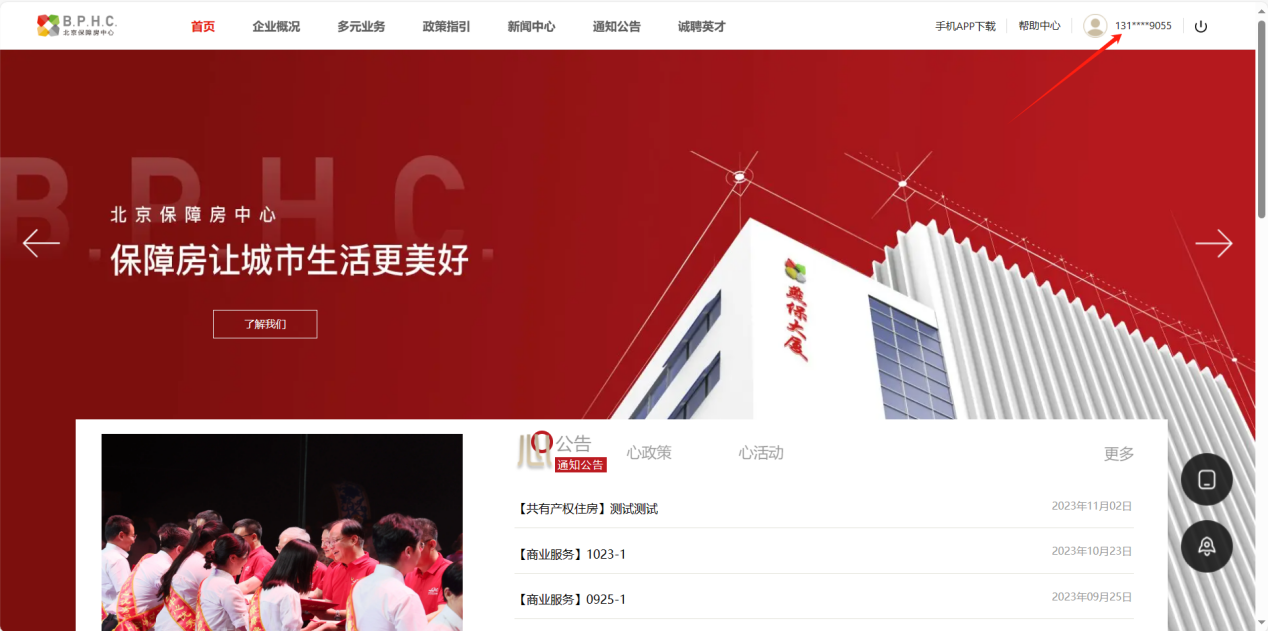 B.P.H.C.
北京保障房中心
首页
企业概况
多元业务
政策指引
新闻中心
通知公告
诚聘英才
手机APP下载
帮助中心
131****9055
B.P.H.C
北京保障房中心
保障房让城市生活更美好
了解我们
燕保大厦
心公告
通知公告
心政策
心活动
更多
【共有产权住房】测试测试 2023年11月02日
【商业服务】1023-1 2023年10月23日
【商业服务】0925-1 2023年09月25日